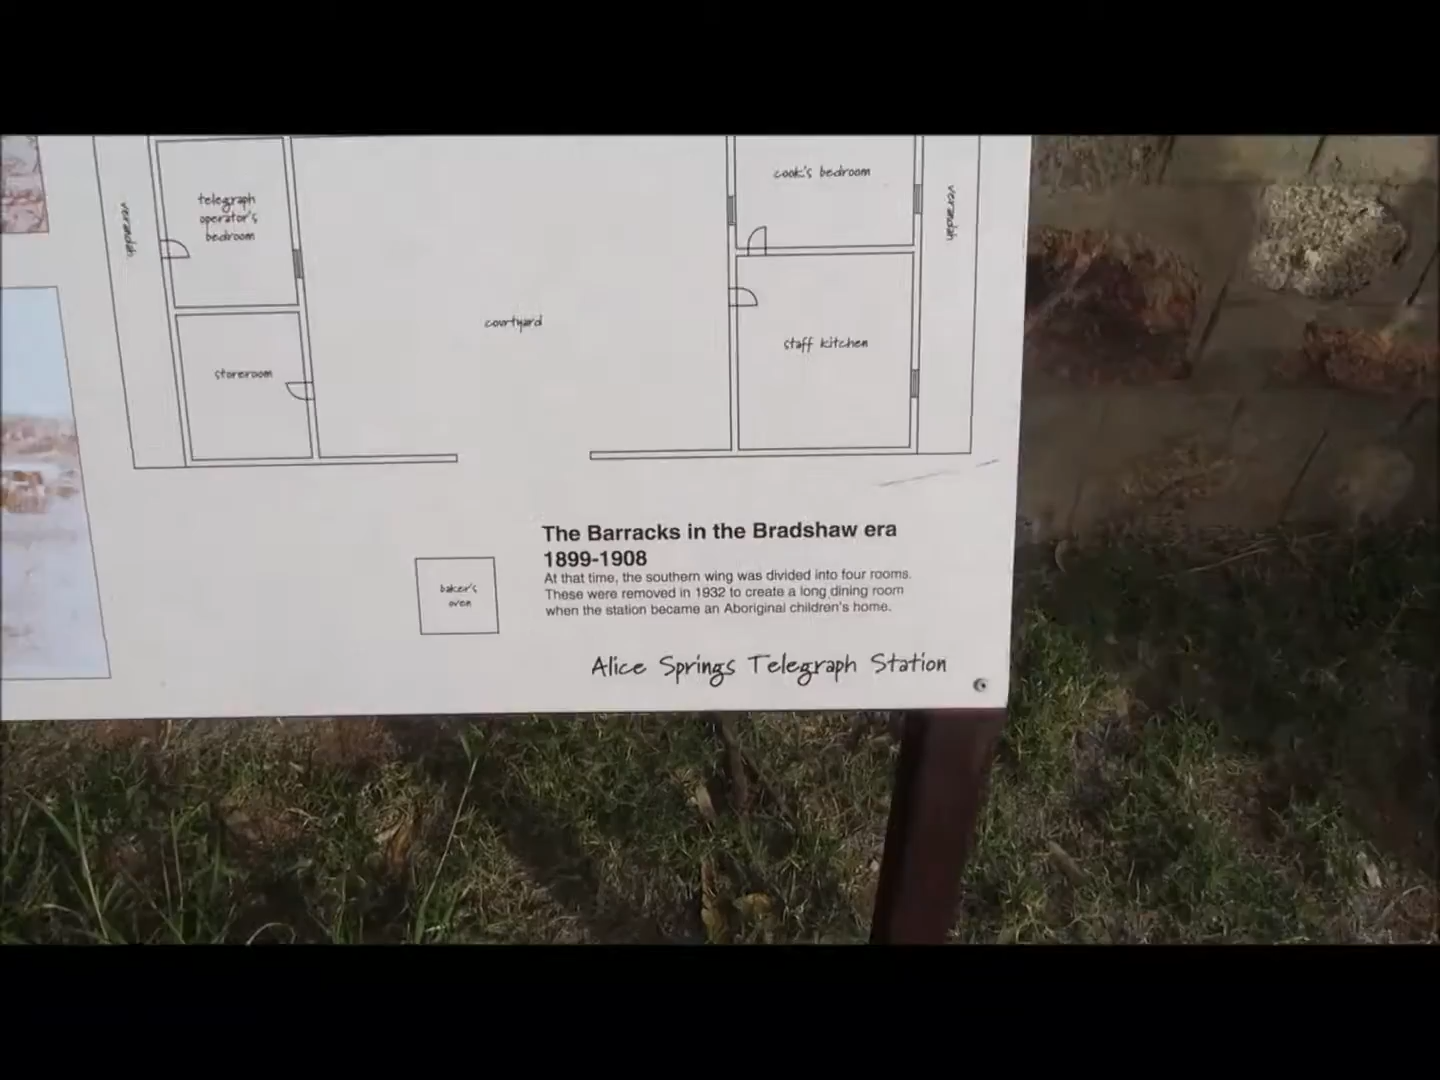 cook's bedroom
telegraph
operator's
bedroom
verandah
verandah
courtyard
staff kitchen
storeroom
The Barracks in the Bradshaw era
1899-1908
At that time, the southern wing was divided into four rooms.
These were removed in 1932 to create a long dining room
when the station became an Aboriginal children's home.
baker's
oven
Alice Springs Telegraph Station